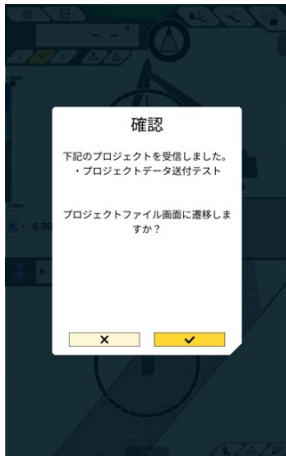 確認
下記のプロジェクトを受信しました。
・プロジェクトデータ送付テスト
プロジェクトファイル画面に遷移しま
すか？